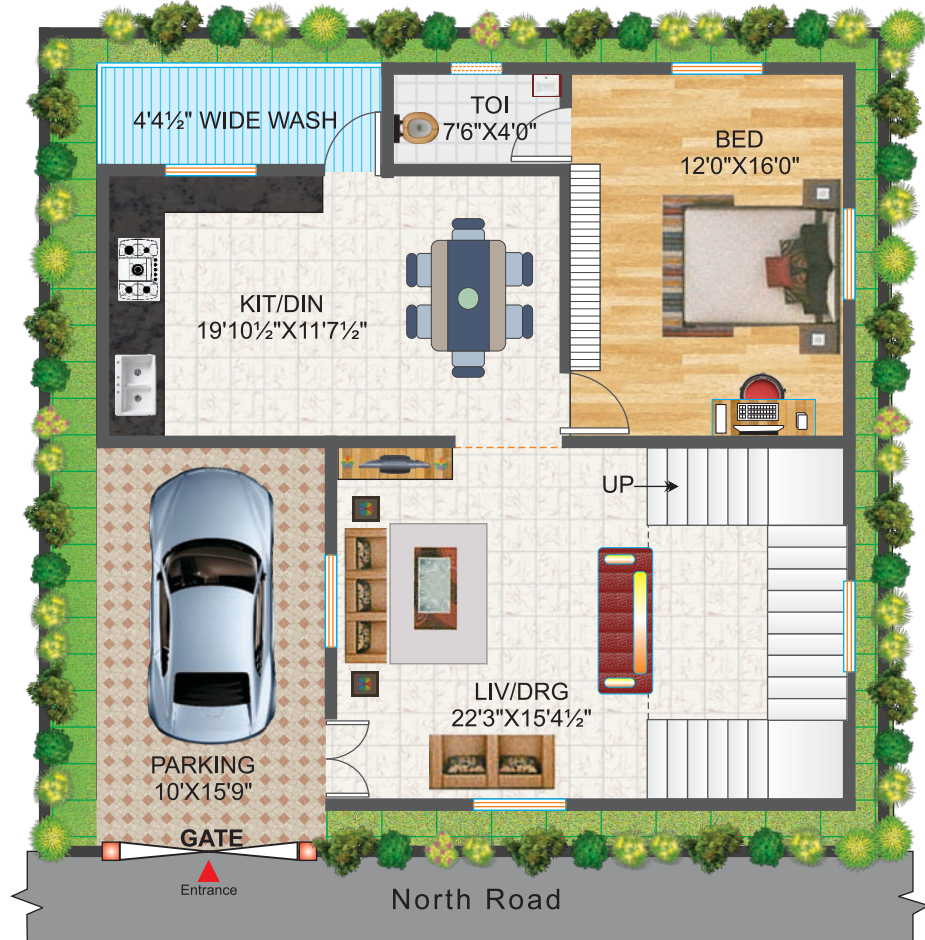 4'4½" WIDE WASH
TOI
7'6"X4'0"
BED
12'0"X16'0"
KIT/DIN
19'10½"X11'7½"
UP
LIV/DRG
22'3"X15'4½"
PARKING
10'X15'9"
GATE
Entrance
North Road